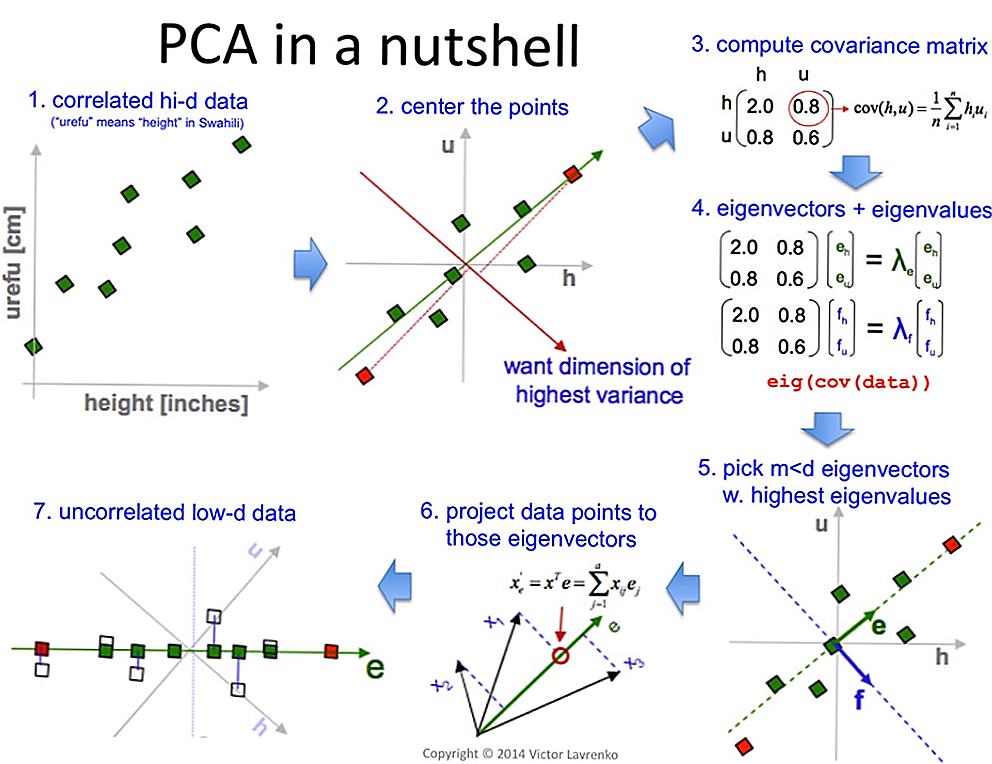 PCA in a nutshell
1. correlated hi-d data
("urefu" means "height" in Swahili)
urefu [cm]
height [inches]
2. center the points
u
h
want dimension of
highest variance
3. compute covariance matrix
h u
h 2.0 0.8 cov(h,u) = 1/n ∑ i=1 n h_i u_i
u 0.8 0.6
4. eigenvectors + eigenvalues
2.0 0.8 e_h = λ_e e_h
0.8 0.6 e_u e_u
2.0 0.8 f_h = λ_f f_h
0.8 0.6 f_u f_u
eig(cov(data))
5. pick m<d eigenvectors
w. highest eigenvalues
u
e
h
f
6. project data points to
those eigenvectors
x'_e = x^T e = ∑ j=1 d x_ij e_j
x_1
e
x_2
x_3
7. uncorrelated low-d data
u
e
h
Copyright © 2014 Victor Lavrenko